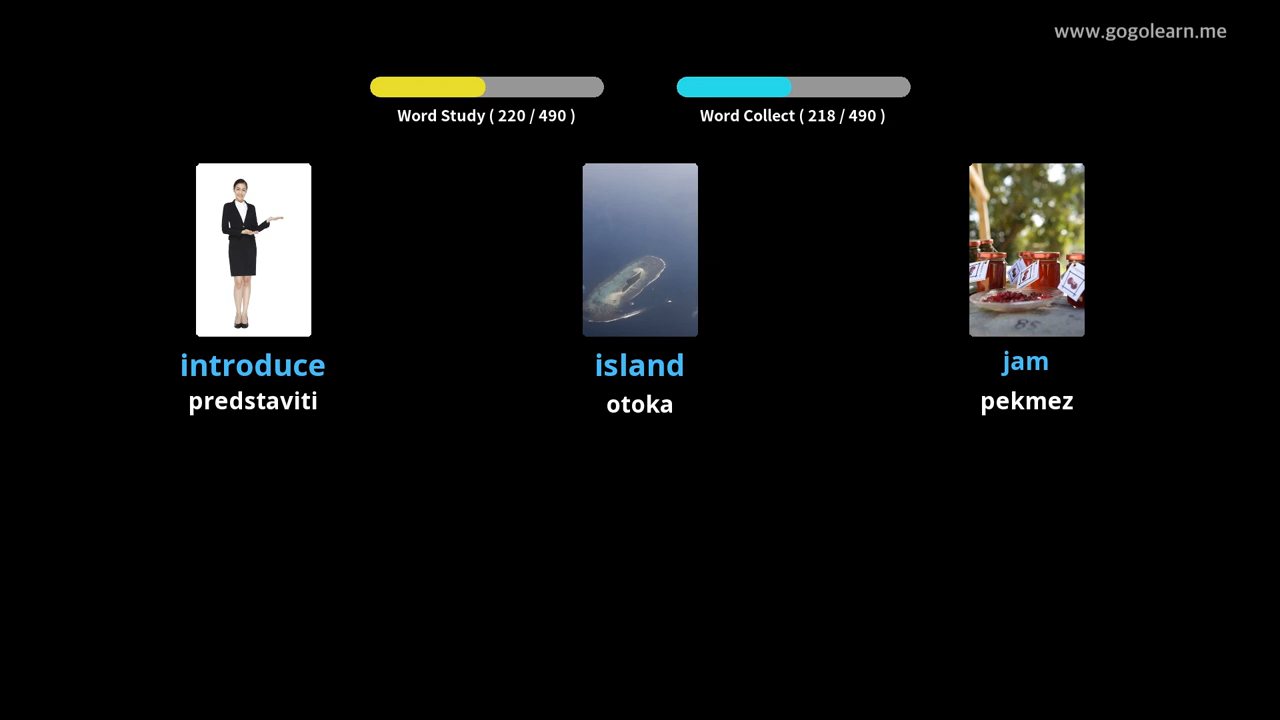 www.gogolearn.me
Word Study ( 220 / 490 )
Word Collect ( 218 / 490 )
introduce
predstaviti
island
otoka
jam
pekmez